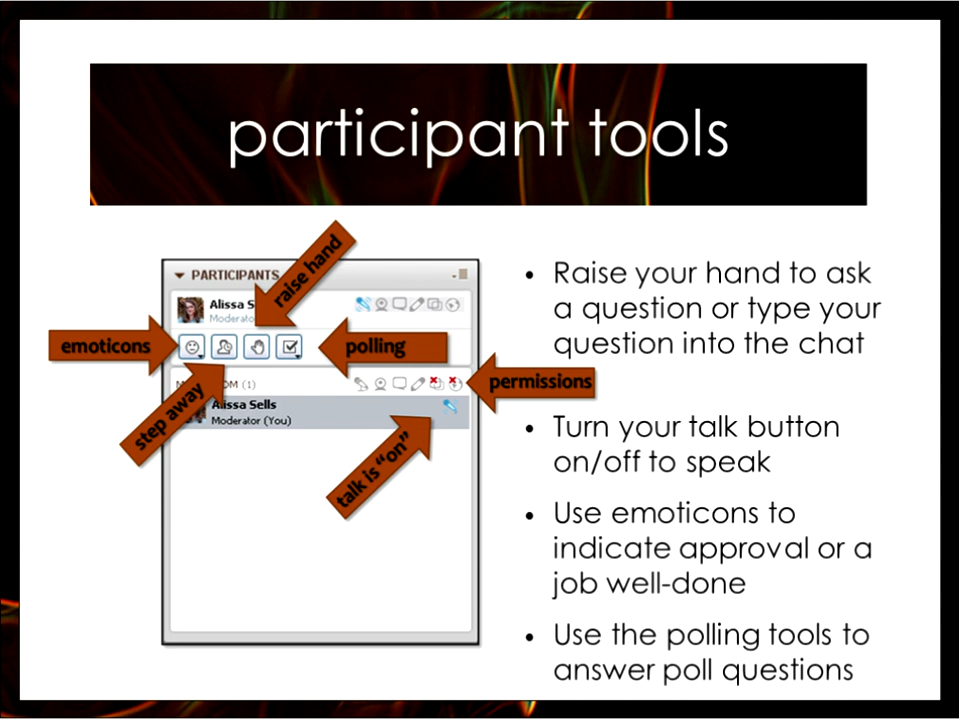 participant tools
PARTICIPANTS
raise hand
Alissa
Moderator
emoticons
polling
step away
(1)
permissions
Alissa Sells
Moderator (You)
talk is "on"
• Raise your hand to ask
a question or type your
question into the chat
• Turn your talk button
on/off to speak
• Use emoticons to
indicate approval or a
job well-done
• Use the polling tools to
answer poll questions